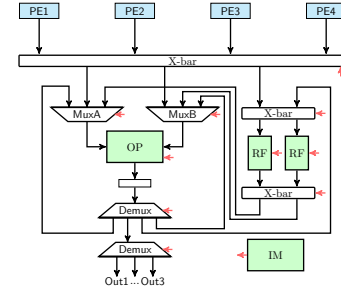 PE1 PE2 PE3 PE4
X-bar
MuxA MuxB X-bar
OP RF RF
X-bar
Demux
Demux IM
Out1 ... Out3